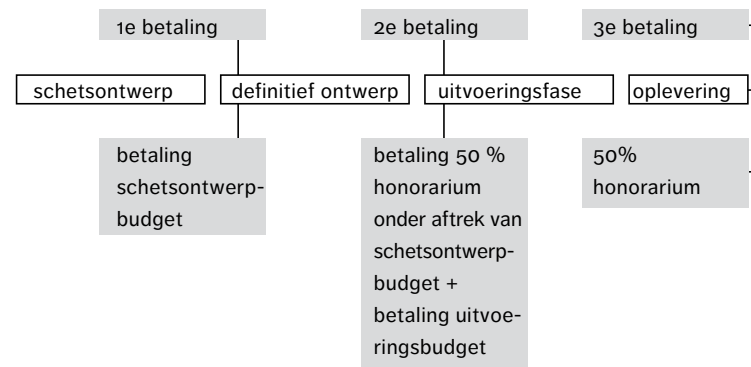 1e betaling
2e betaling
3e betaling
schetsontwerp
definitief ontwerp
uitvoeringsfase
oplevering
betaling
schetsontwerp-
budget
betaling 50 %
honorarium
onder aftrek van
schetsontwerp-
budget +
betaling uitvoe-
ringsbudget
50%
honorarium